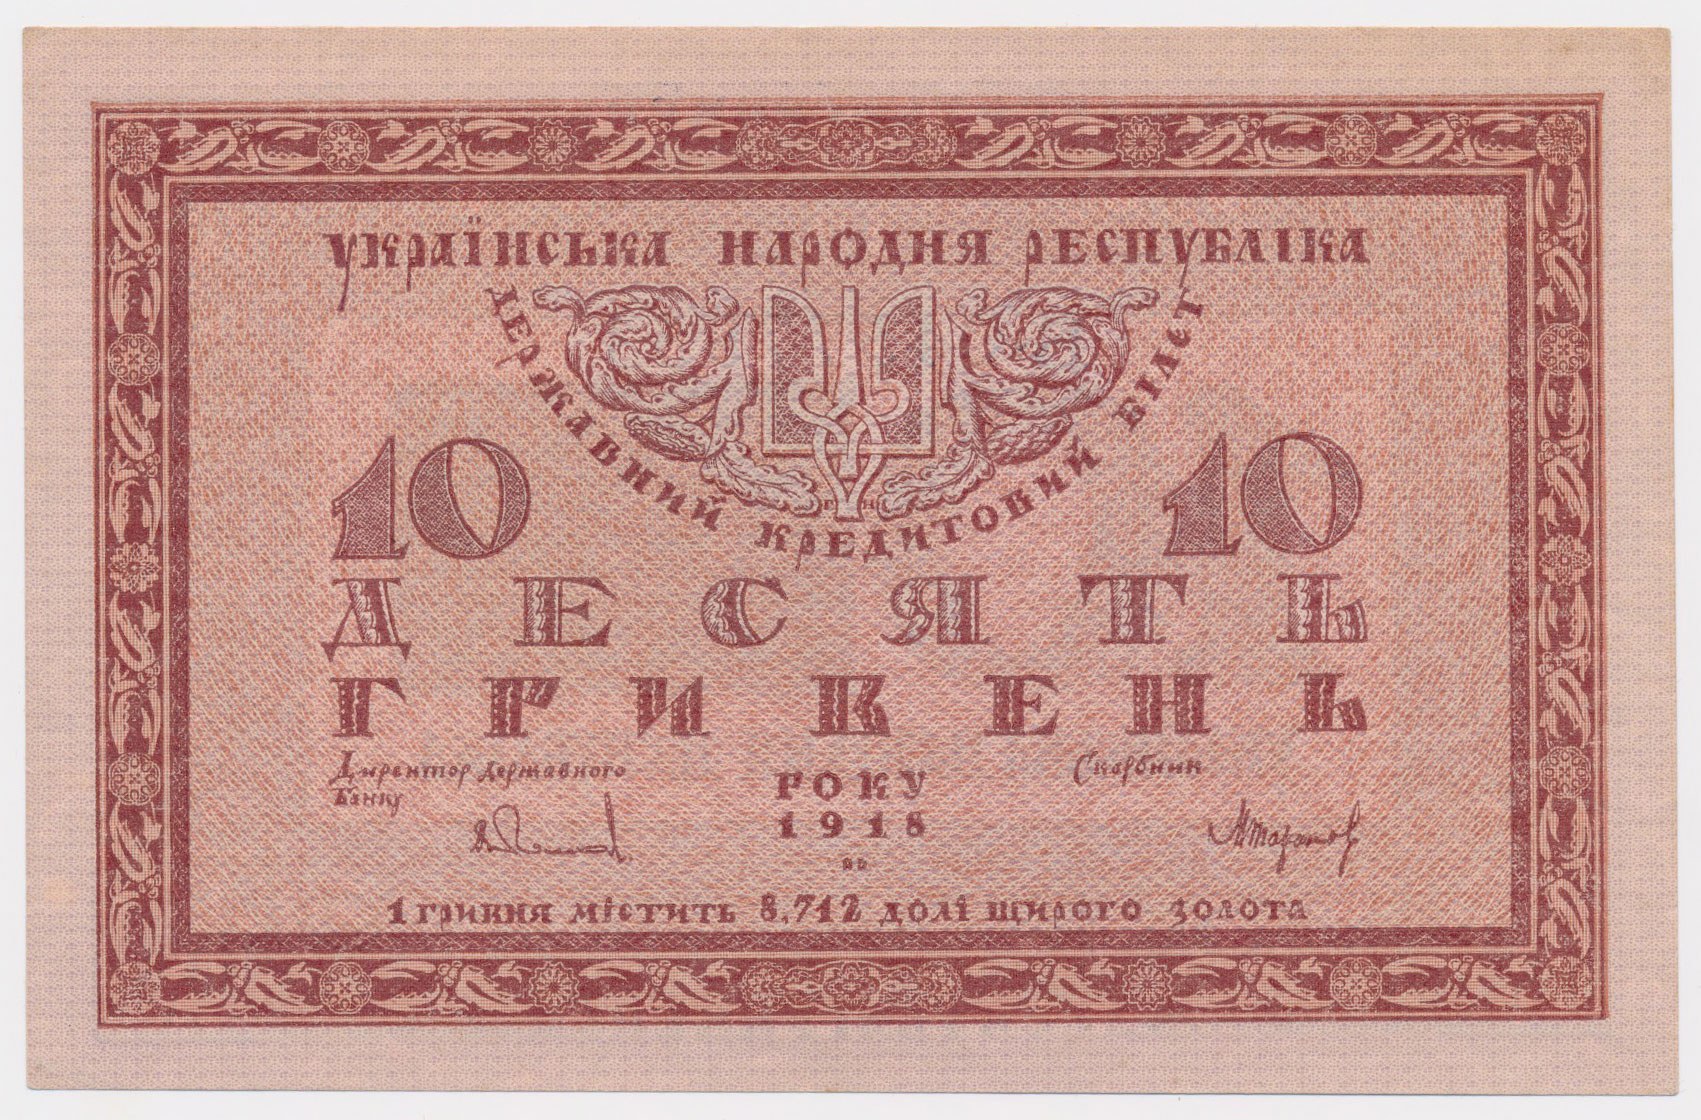 УКРАЇНСЬКА НАРОДНЯ РЕСПУБЛІКА
ДЕРЖАВНИЙ КРЕДИТОВИЙ БІЛЄТ
10 10
ДЕСЯТЬ
ГРИВЕНЬ
Директор Державного
Банку
Скарбник
РОКУ
1918
1 гривня містить 8,712 долі щирого золота